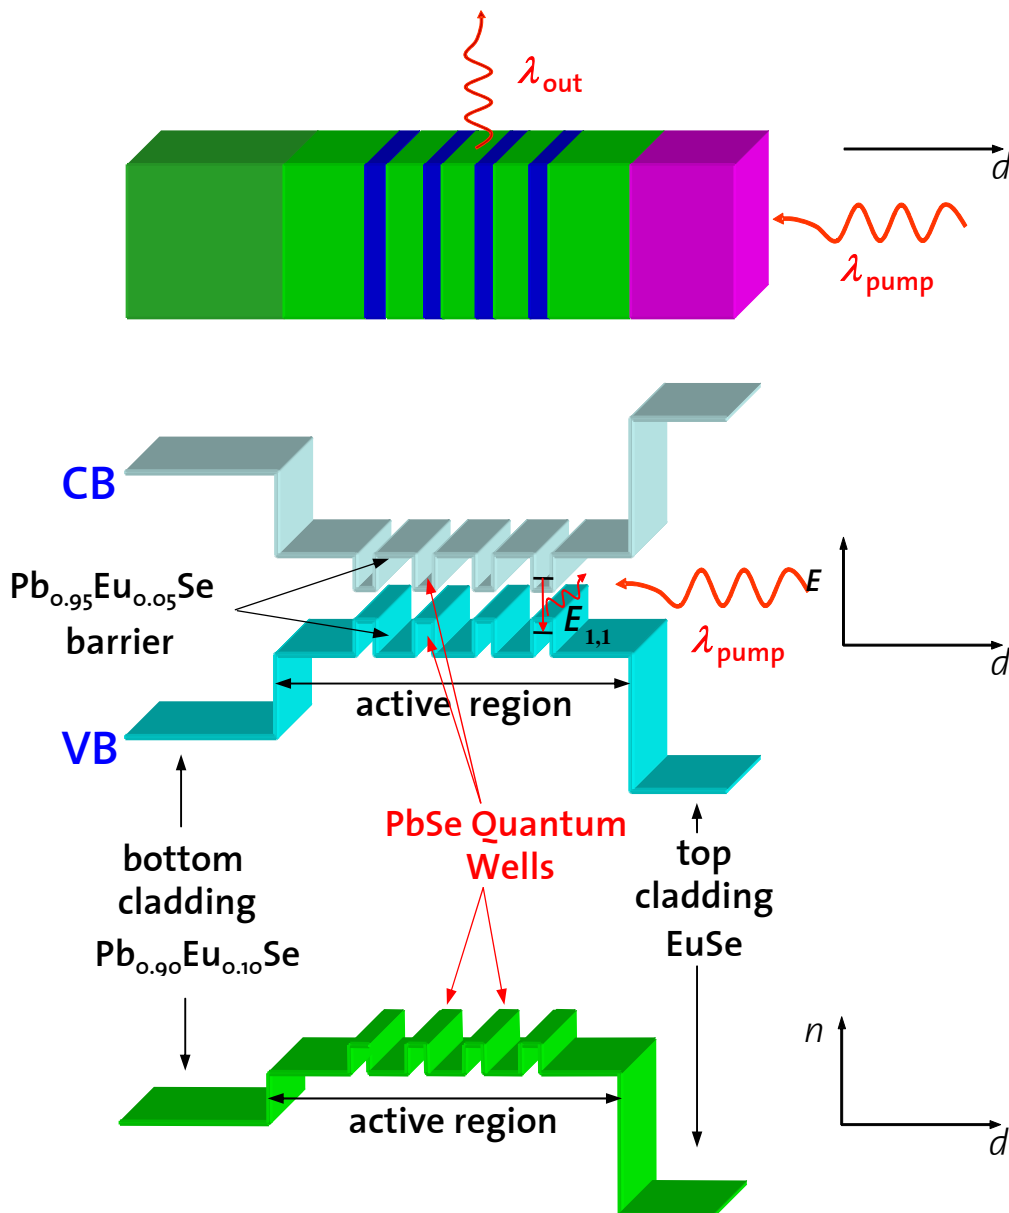 λout
d
λpump
CB
Pb0.95Eu0.05Se
barrier
E1,1
E
λpump
d
active region
VB
PbSe Quantum
Wells
bottom
cladding
Pb0.90Eu0.10Se
top
cladding
EuSe
n
active region
d